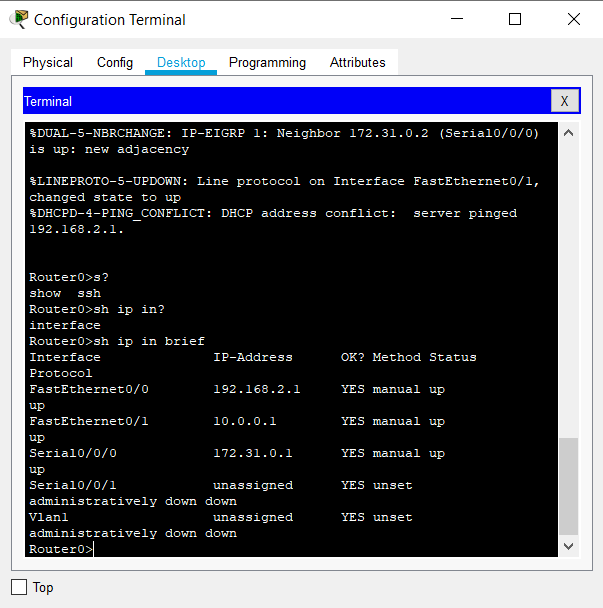 Configuration Terminal
Physical Config Desktop Programming Attributes
Terminal X
%DUAL-5-NBRCHANGE: IP-EIGRP 1: Neighbor 172.31.0.2 (Serial0/0/0)
is up: new adjacency
%LINEPROTO-5-UPDOWN: Line protocol on Interface FastEthernet0/1,
changed state to up
%DHCPD-4-PING_CONFLICT: DHCP address conflict:  server pinged
192.168.2.1.
Router0>s?
show  ssh
Router0>sh ip in?
interface
Router0>sh ip in brief
Interface              IP-Address      OK? Method Status
Protocol
FastEthernet0/0        192.168.2.1     YES manual up
up
FastEthernet0/1        10.0.0.1        YES manual up
up
Serial0/0/0            172.31.0.1      YES manual up
up
Serial0/0/1            unassigned      YES unset
administratively down down
Vlan1                  unassigned      YES unset
administratively down down
Router0>
Top